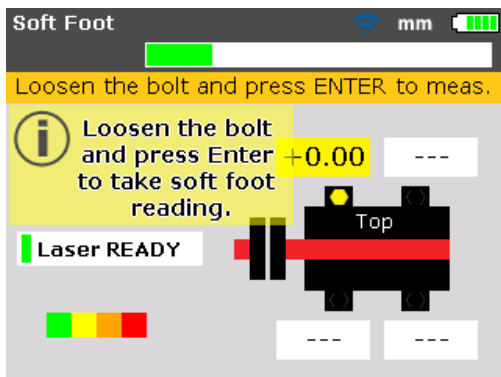 Soft Foot mm
Loosen the bolt and press ENTER to meas.
i
Loosen the bolt
and press Enter
to take soft foot
reading.
+0.00 ---
Top
Laser READY
--- ---